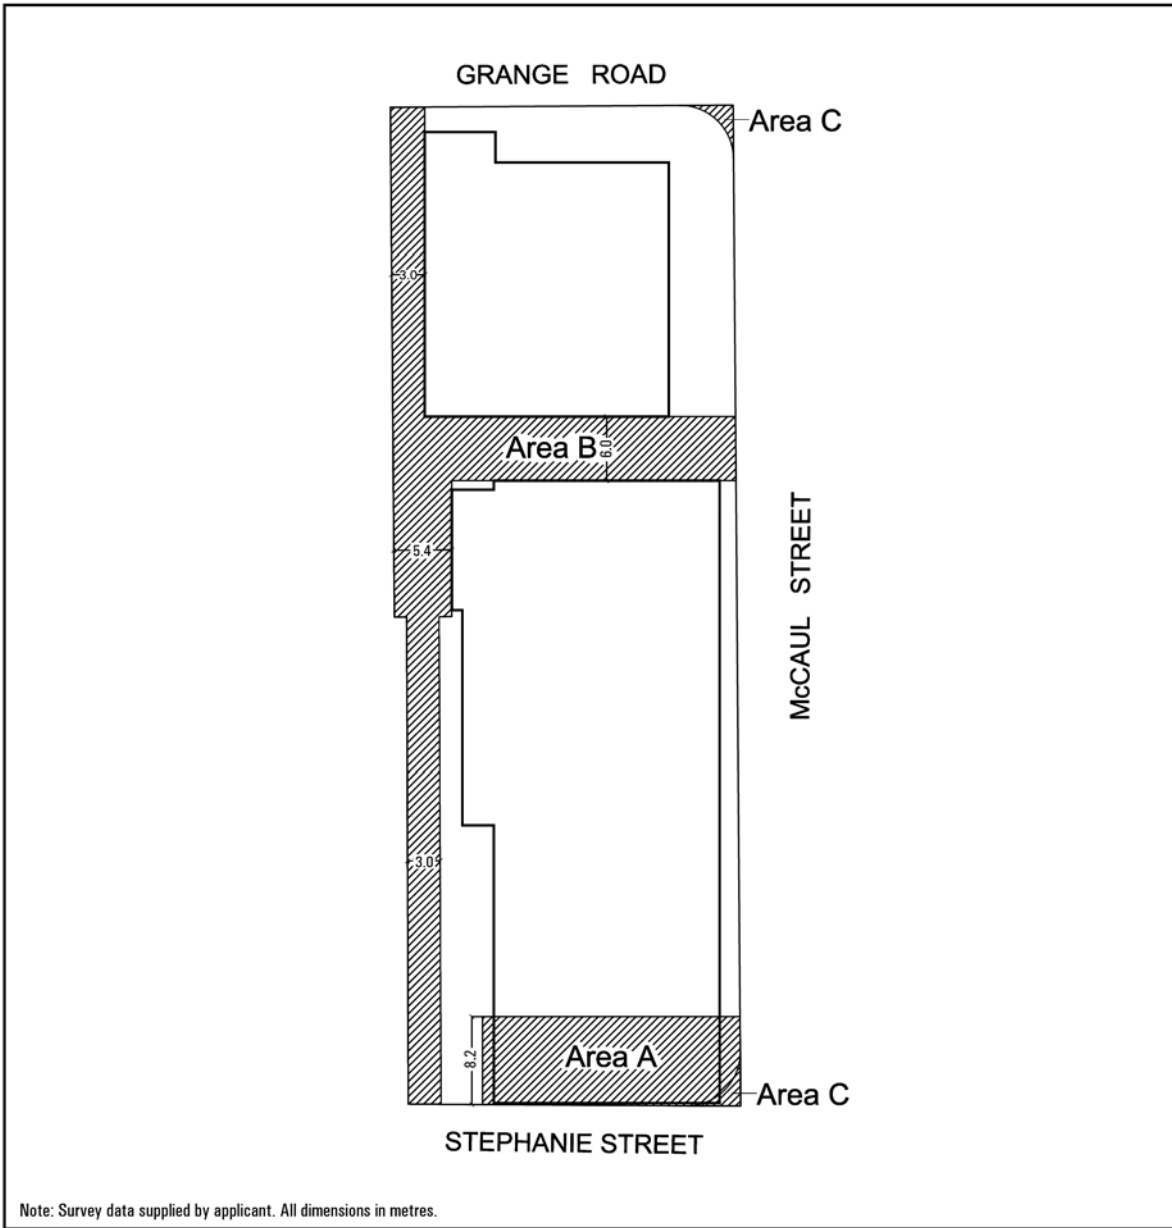 GRANGE ROAD
Area C
3.0
Area B
6.0
5.4
McCAUL STREET
3.0
8.2
Area A
Area C
STEPHANIE STREET
Note: Survey data supplied by applicant. All dimensions in metres.